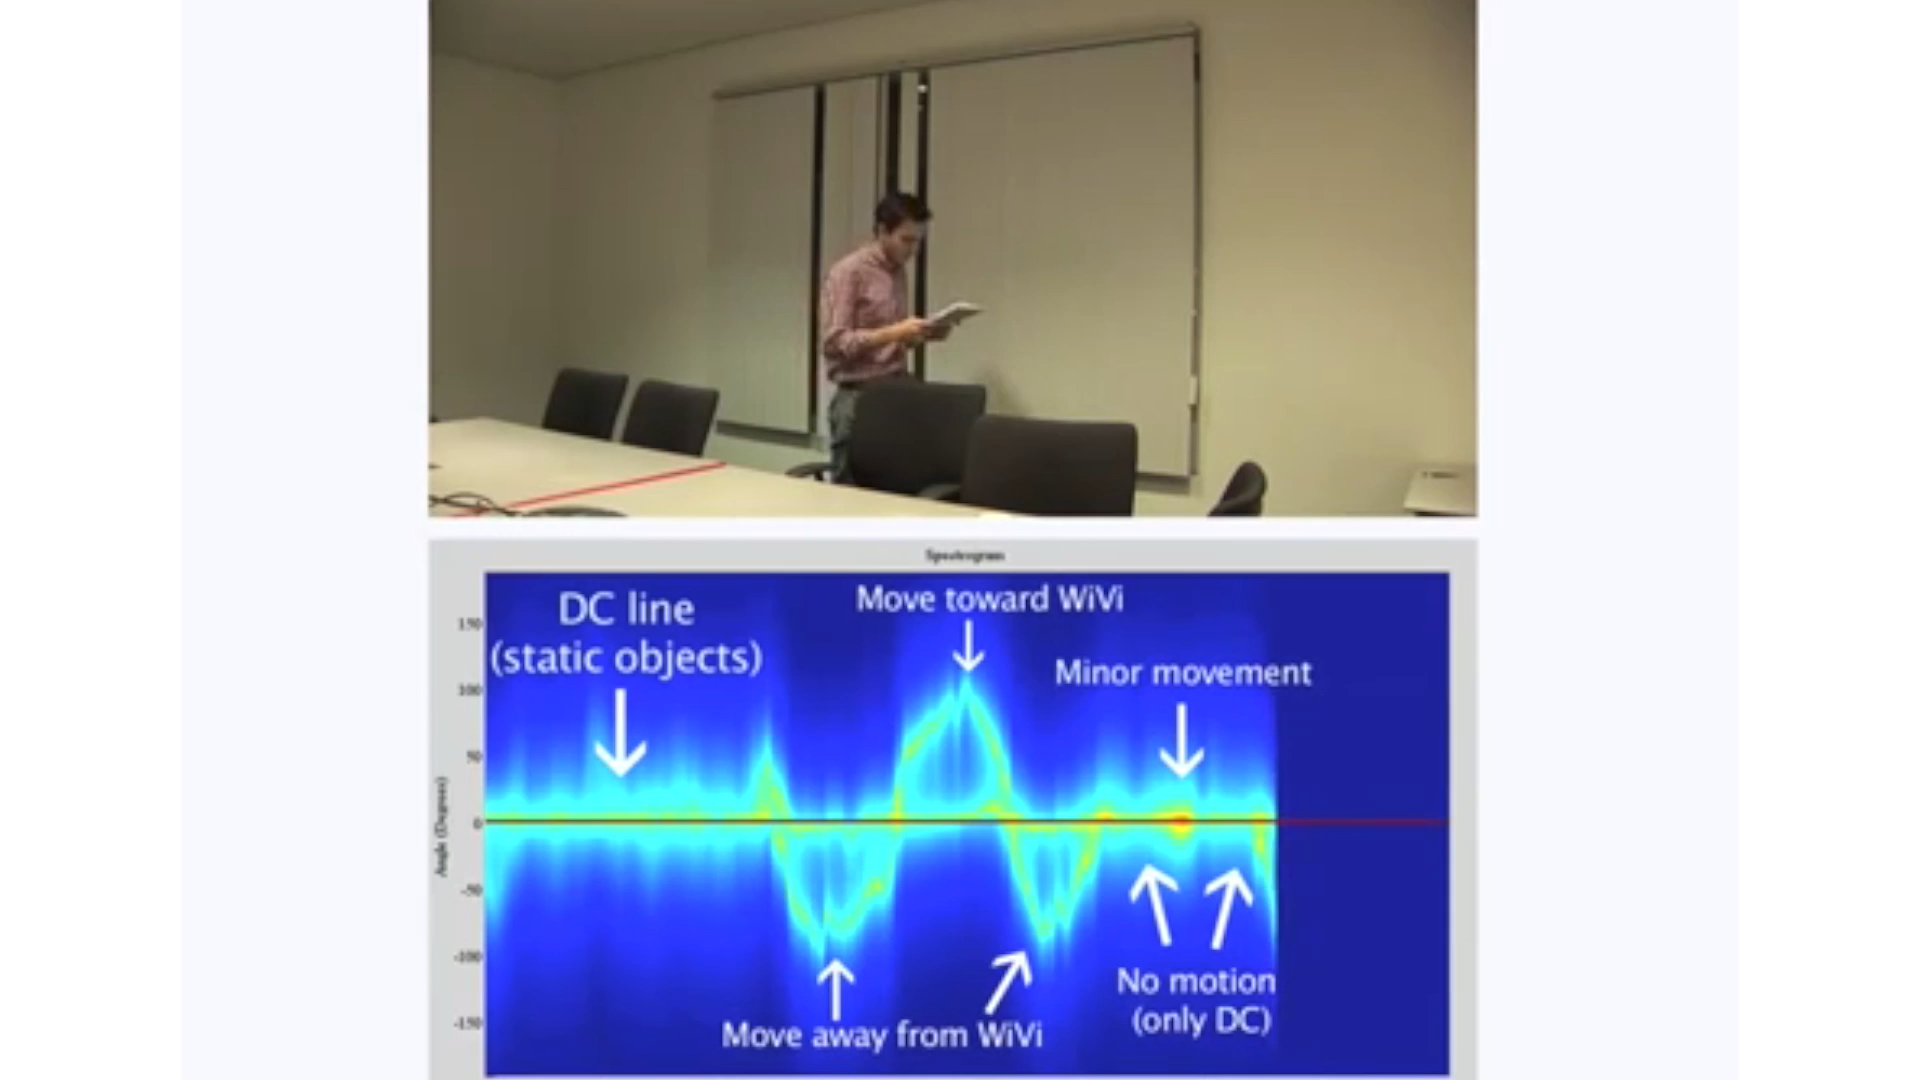 Spectrogram
DC line
(static objects)
Move toward WiVi
Minor movement
150
100
50
0
-50
-100
-150
Angle (Degrees)
Move away from WiVi
No motion
(only DC)